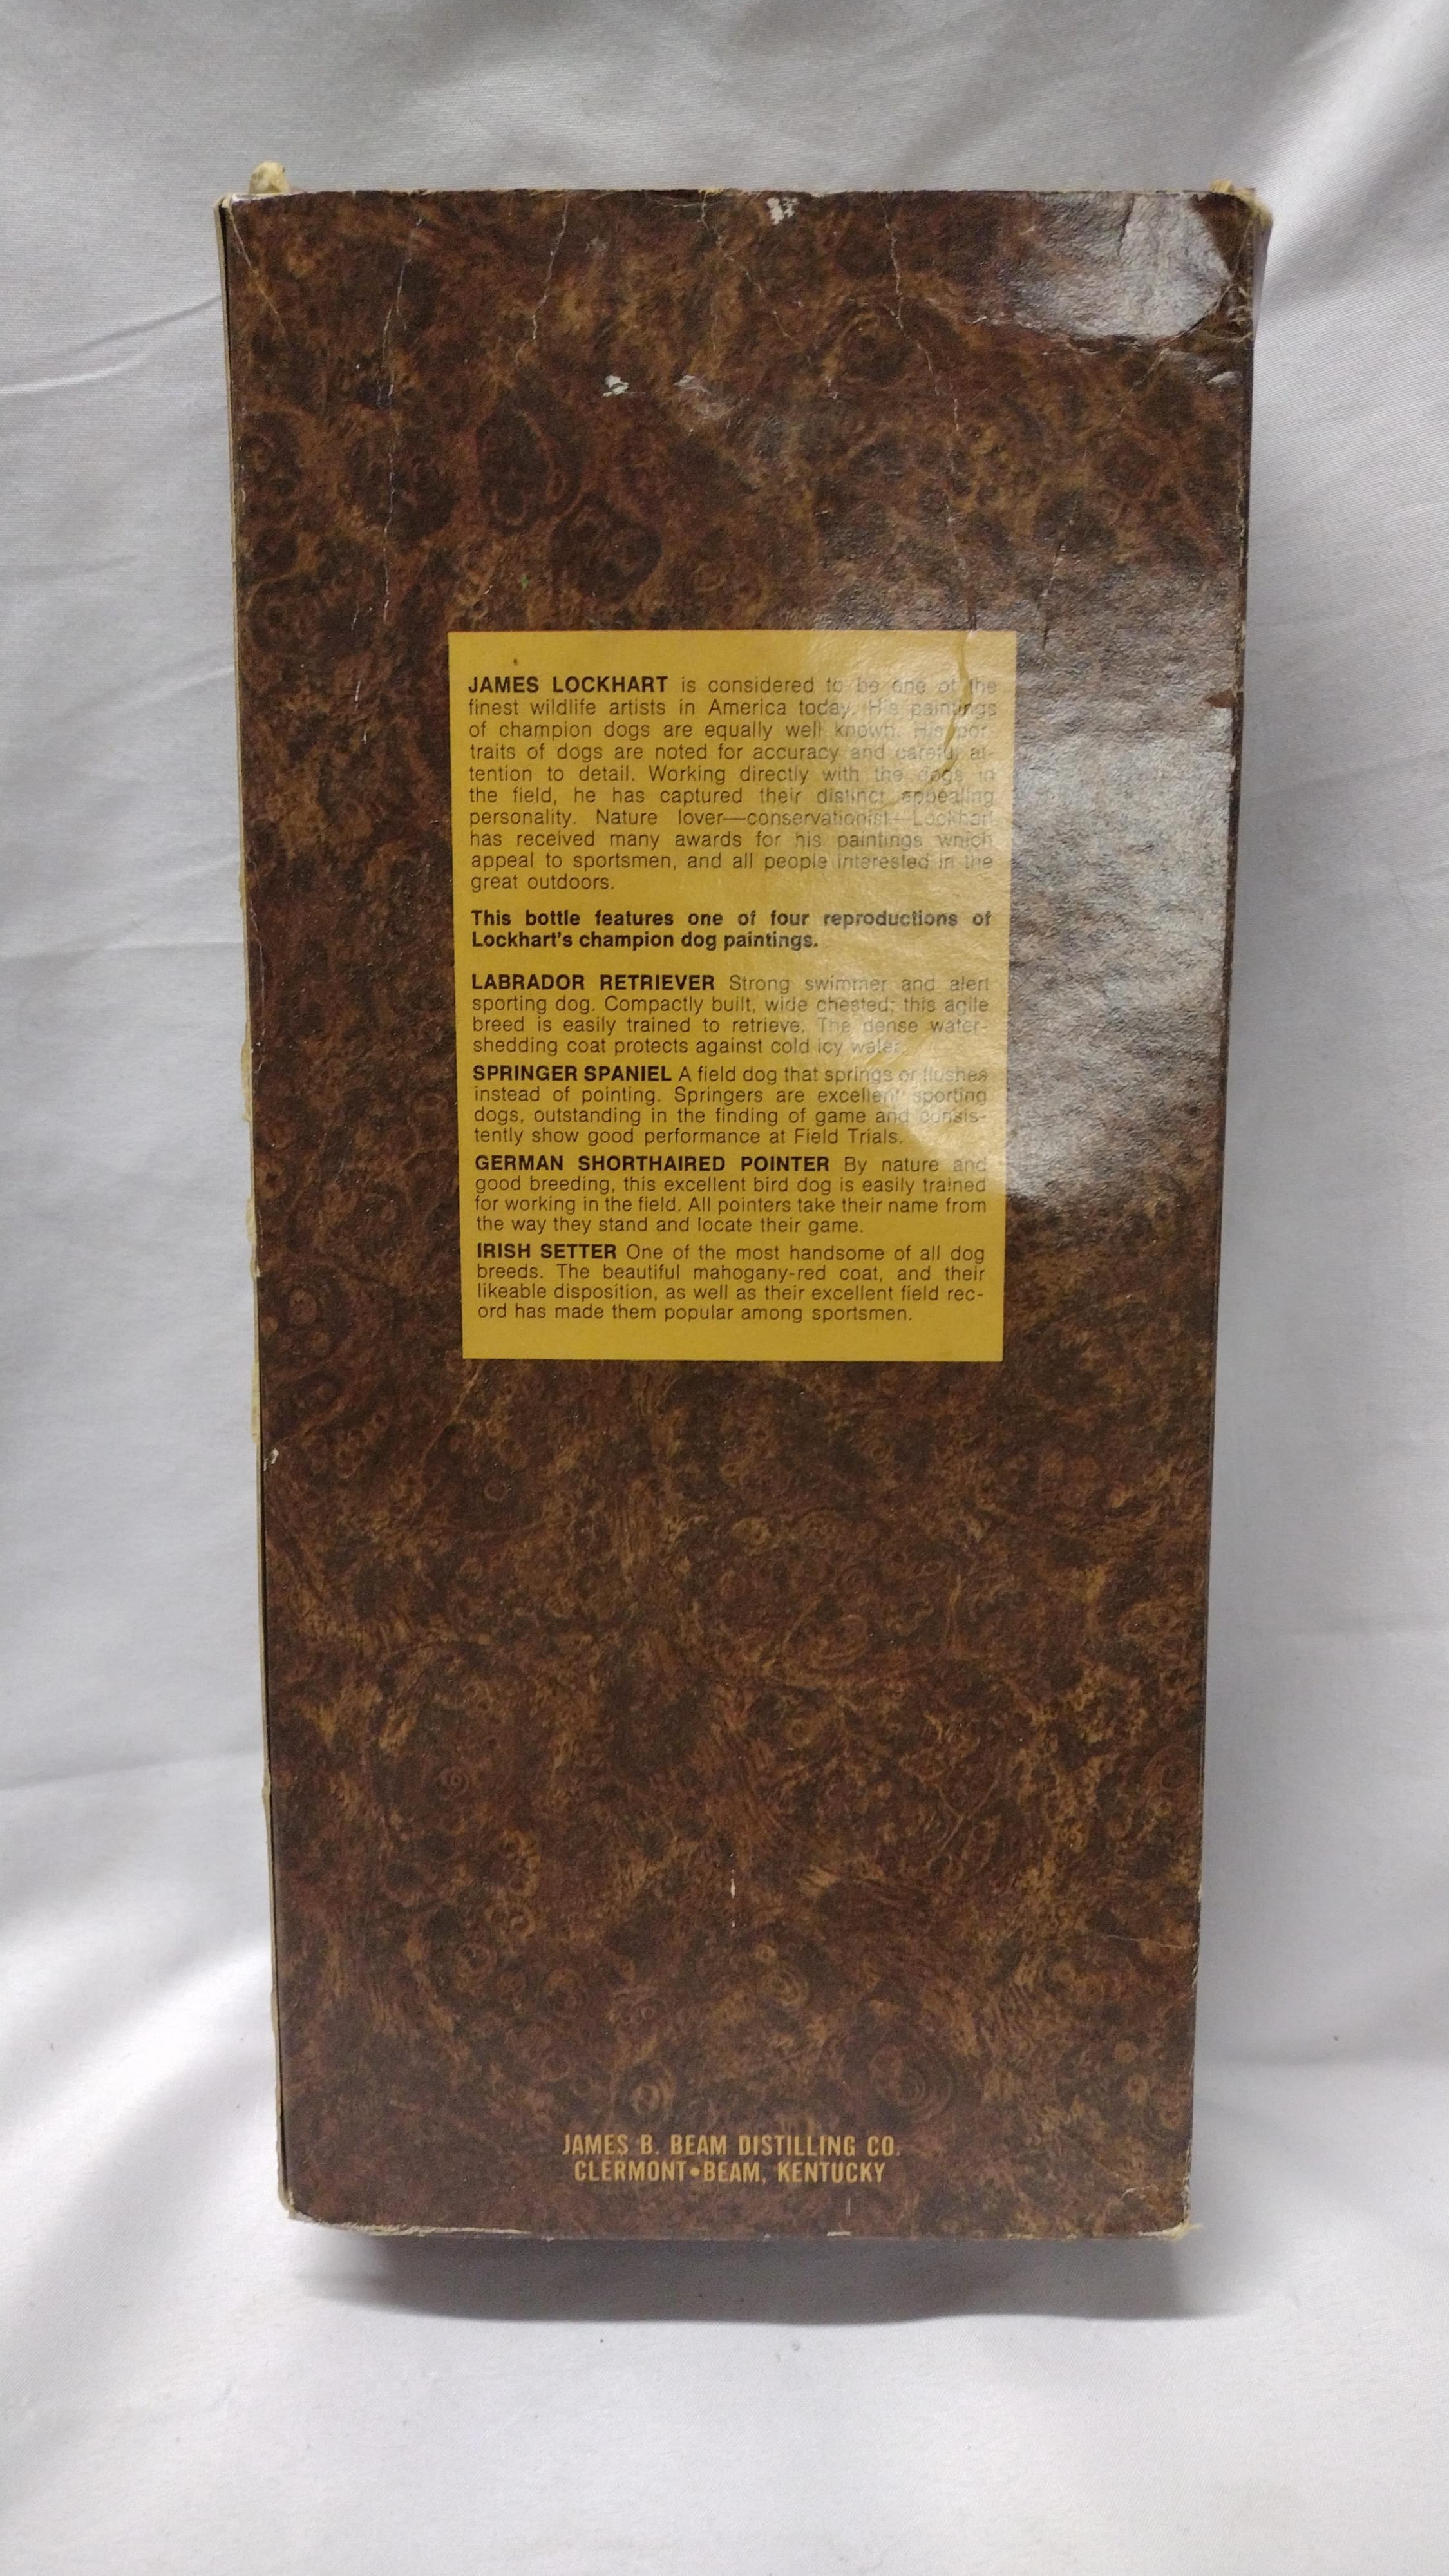 JAMES LOCKHART is considered to be one of the
finest wildlife artists in America today. His paintings
of champion dogs are equally well known. His por-
traits of dogs are noted for accuracy and careful at-
tention to detail. Working directly with the dogs in
the field, he has captured their distinct appealing
personality. Nature lover—conservationist—Lockhart
has received many awards for his paintings which
appeal to sportsmen, and all people interested in the
great outdoors.
This bottle features one of four reproductions of
Lockhart's champion dog paintings.
LABRADOR RETRIEVER Strong swimmer and alert
sporting dog. Compactly built, wide chested; this agile
breed is easily trained to retrieve. The dense water-
shedding coat protects against cold icy water.
SPRINGER SPANIEL A field dog that springs or flushes
instead of pointing. Springers are excellent sporting
dogs, outstanding in the finding of game and consis-
tently show good performance at Field Trials.
GERMAN SHORTHAIRED POINTER By nature and
good breeding, this excellent bird dog is easily trained
for working in the field. All pointers take their name from
the way they stand and locate their game.
IRISH SETTER One of the most handsome of all dog
breeds. The beautiful mahogany-red coat, and their
likeable disposition, as well as their excellent field rec-
ord has made them popular among sportsmen.
JAMES B. BEAM DISTILLING CO.
CLERMONT•BEAM, KENTUCKY